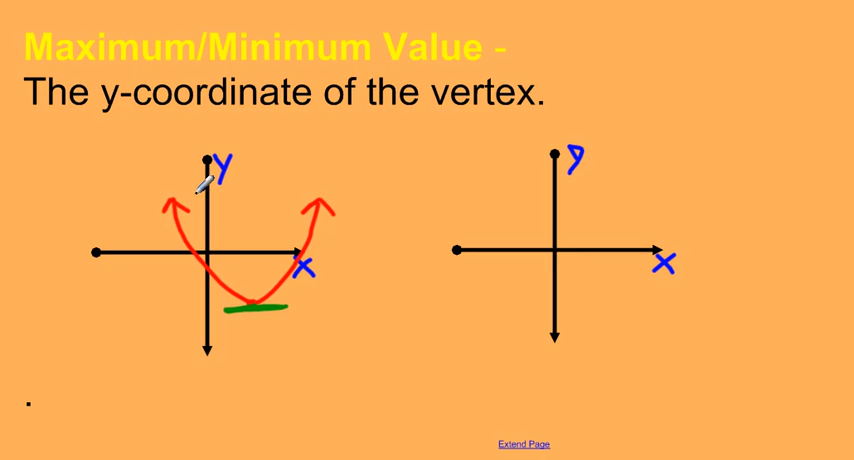 Maximum/Minimum Value -
The y-coordinate of the vertex.
y
y
x
x
.
Extend Page